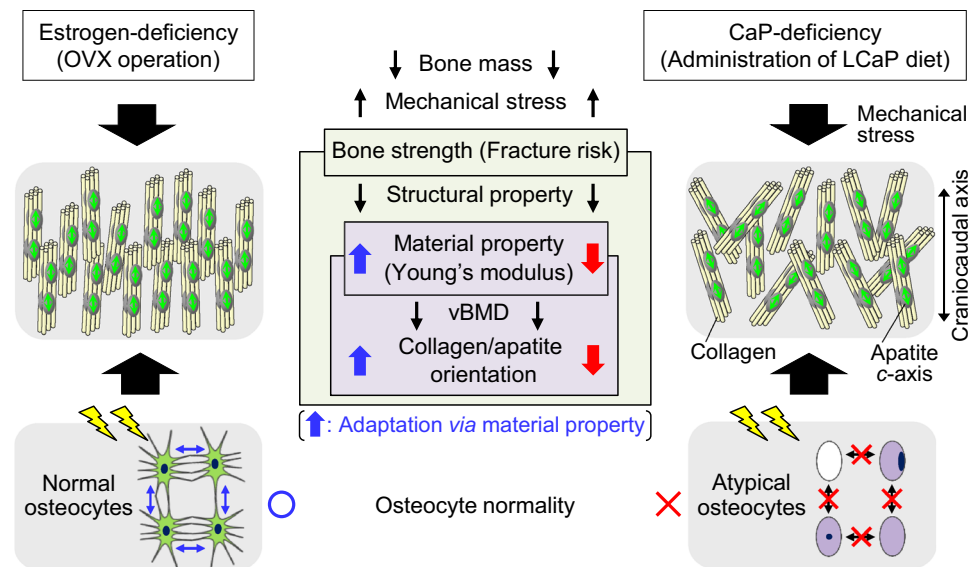 Estrogen-deficiency
(OVX operation)
Bone mass
Mechanical stress
Bone strength (Fracture risk)
Structural property
Material property
(Young's modulus)
vBMD
Collagen/apatite
orientation
: Adaptation via material property
CaP-deficiency
(Administration of LCaP diet)
Mechanical
stress
Craniocaudal axis
Collagen
Apatite
c-axis
Normal
osteocytes
Osteocyte normality
Atypical
osteocytes